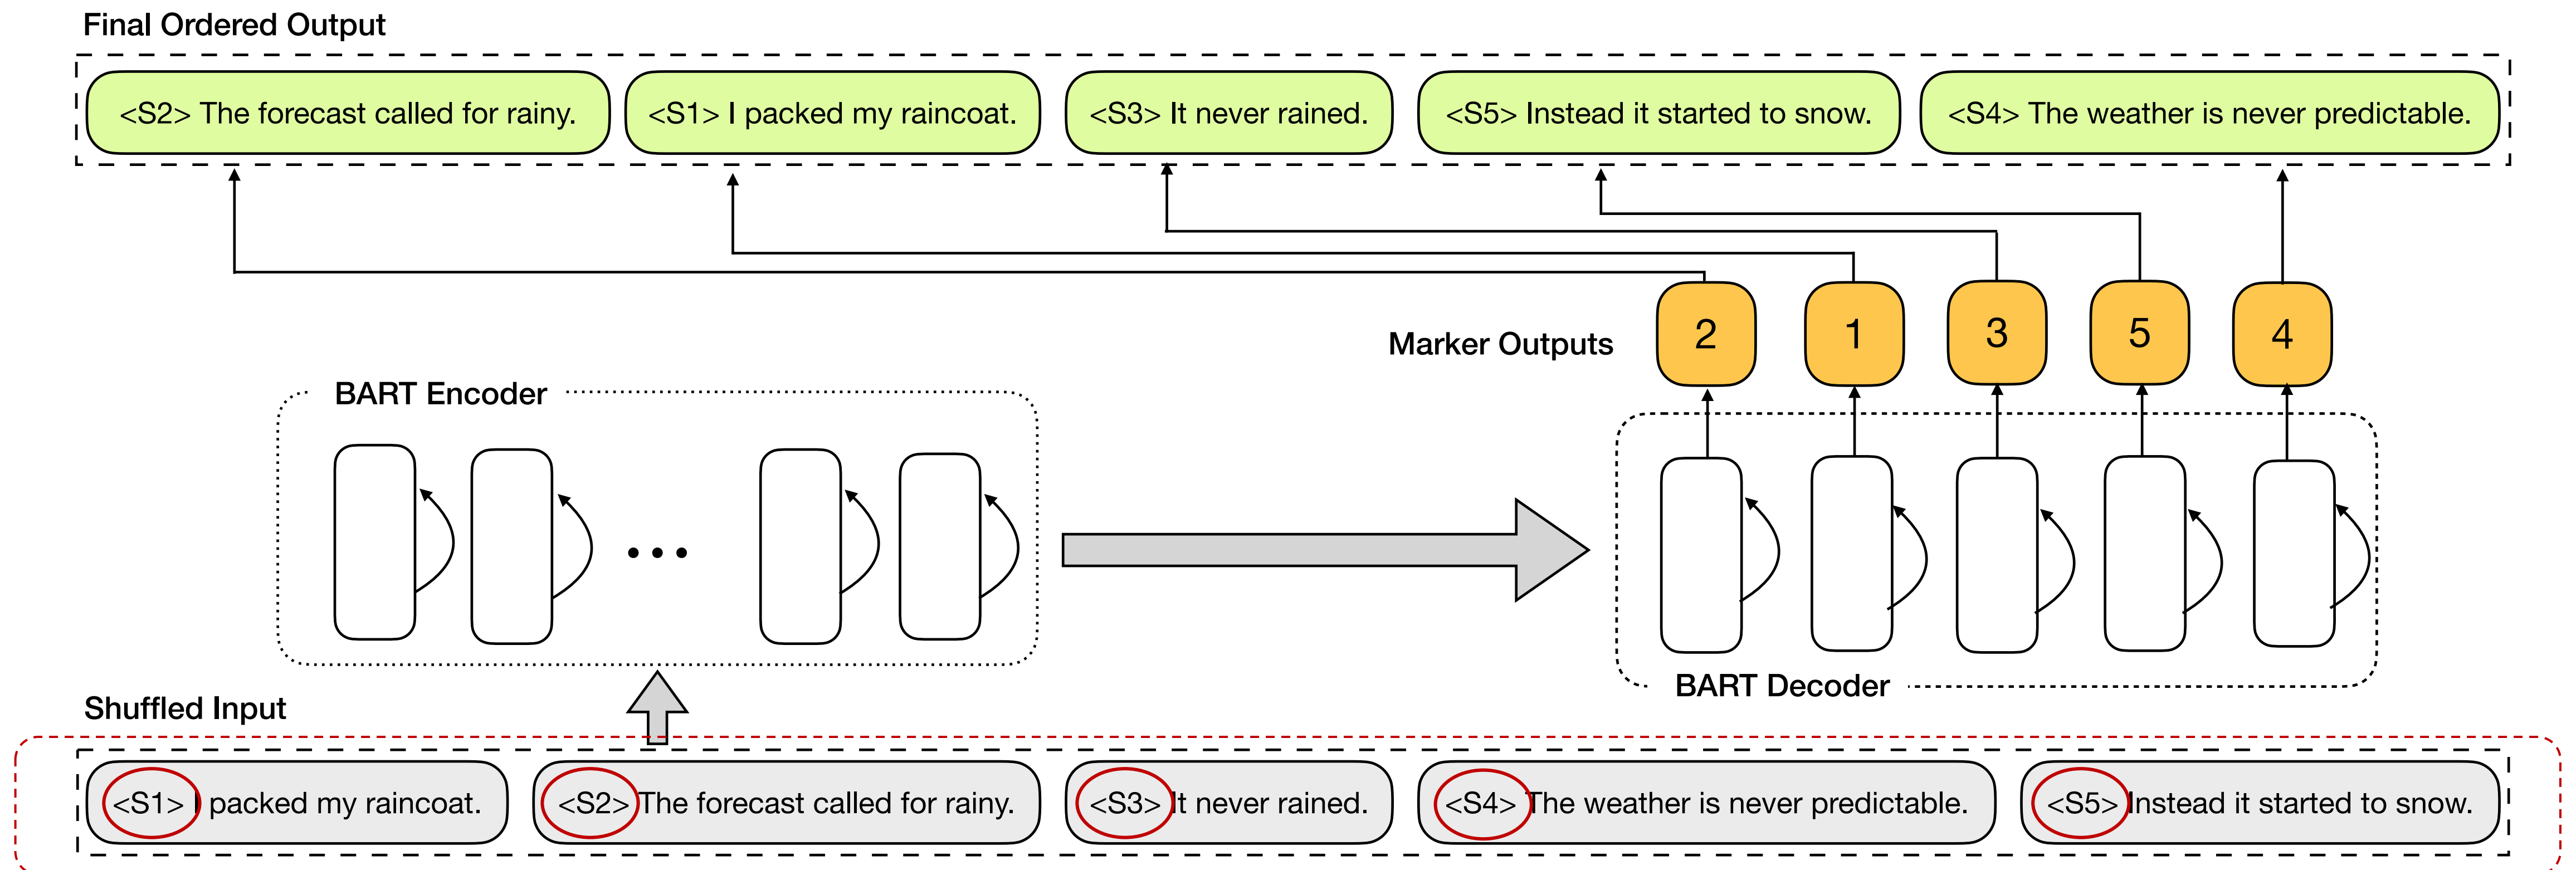 Final Ordered Output
<S2> The forecast called for rainy.
<S1> I packed my raincoat.
<S3> It never rained.
<S5> Instead it started to snow.
<S4> The weather is never predictable.
Marker Outputs
2
1
3
5
4
BART Encoder
...
BART Decoder
Shuffled Input
<S1> I packed my raincoat.
<S2> The forecast called for rainy.
<S3> It never rained.
<S4> The weather is never predictable.
<S5> Instead it started to snow.